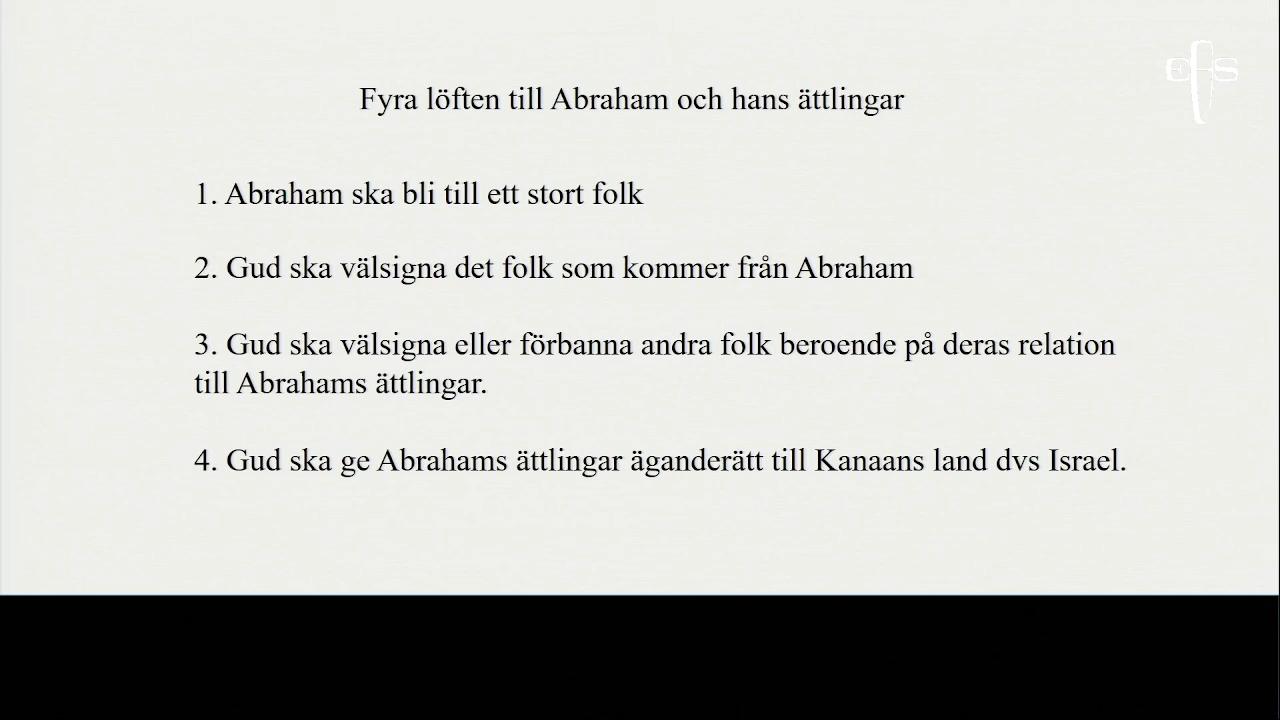 EFS
Fyra löften till Abraham och hans ättlingar
1. Abraham ska bli till ett stort folk
2. Gud ska välsigna det folk som kommer från Abraham
3. Gud ska välsigna eller förbanna andra folk beroende på deras relation
till Abrahams ättlingar.
4. Gud ska ge Abrahams ättlingar äganderätt till Kanaans land dvs Israel.